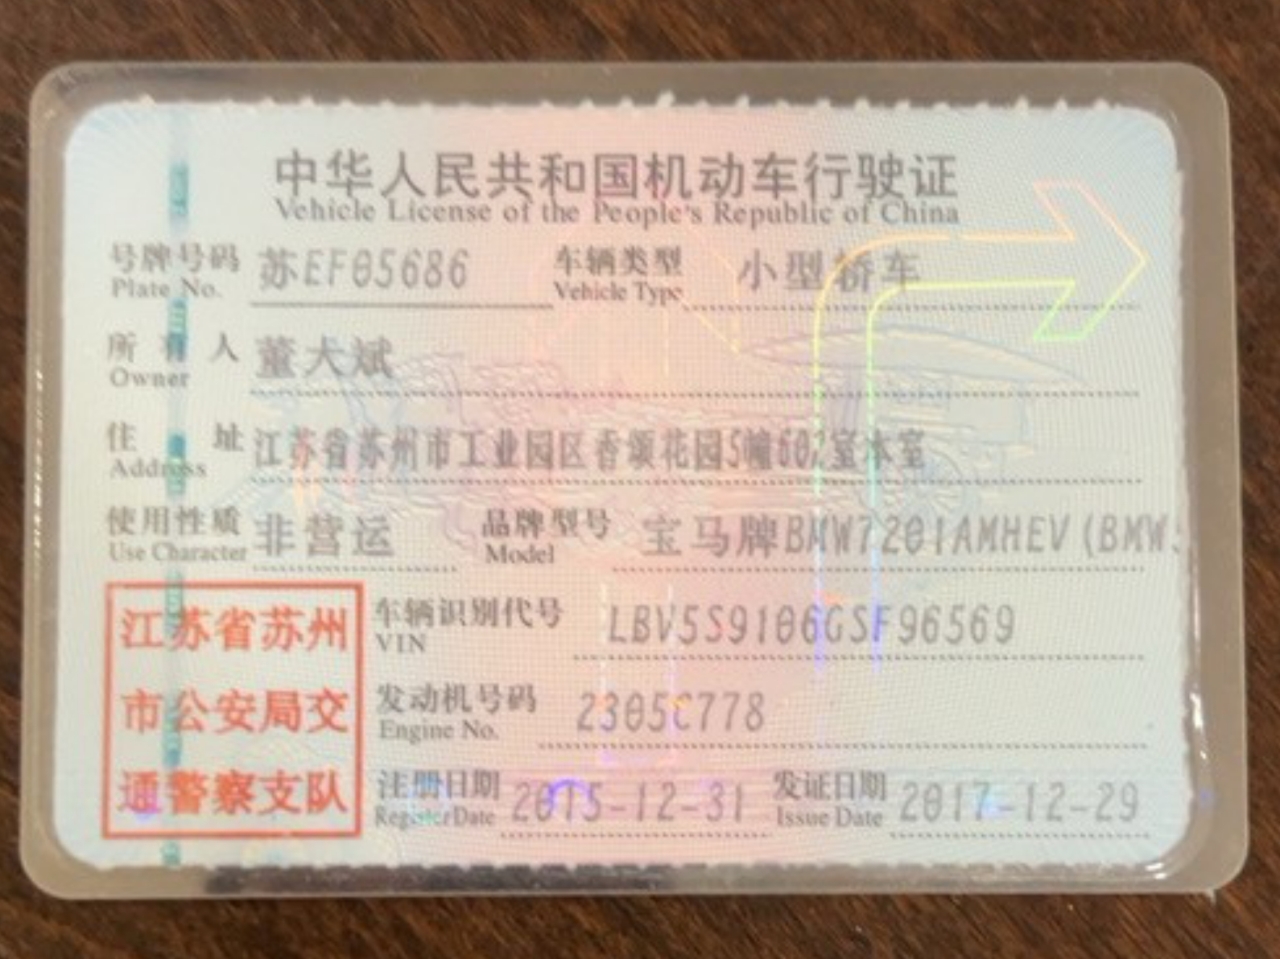 中华人民共和国机动车行驶证
Vehicle License of the People's Republic of China
号牌号码 苏EF05686 车辆类型 小型轿车
Plate No. Vehicle Type
所有人 董大斌
Owner
住址 江苏省苏州市工业园区香颂花园5幢602室本室
Address
使用性质 非营运 品牌型号 宝马牌BMW7201AMHEV(BMW
Use Character Model
江苏省苏州
市公安局交
通警察支队
车辆识别代号 LBV5S9106GSF96569
VIN
发动机号码 2305C778
Engine No.
注册日期 2015-12-31 发证日期 2017-12-29
Register Date Issue Date